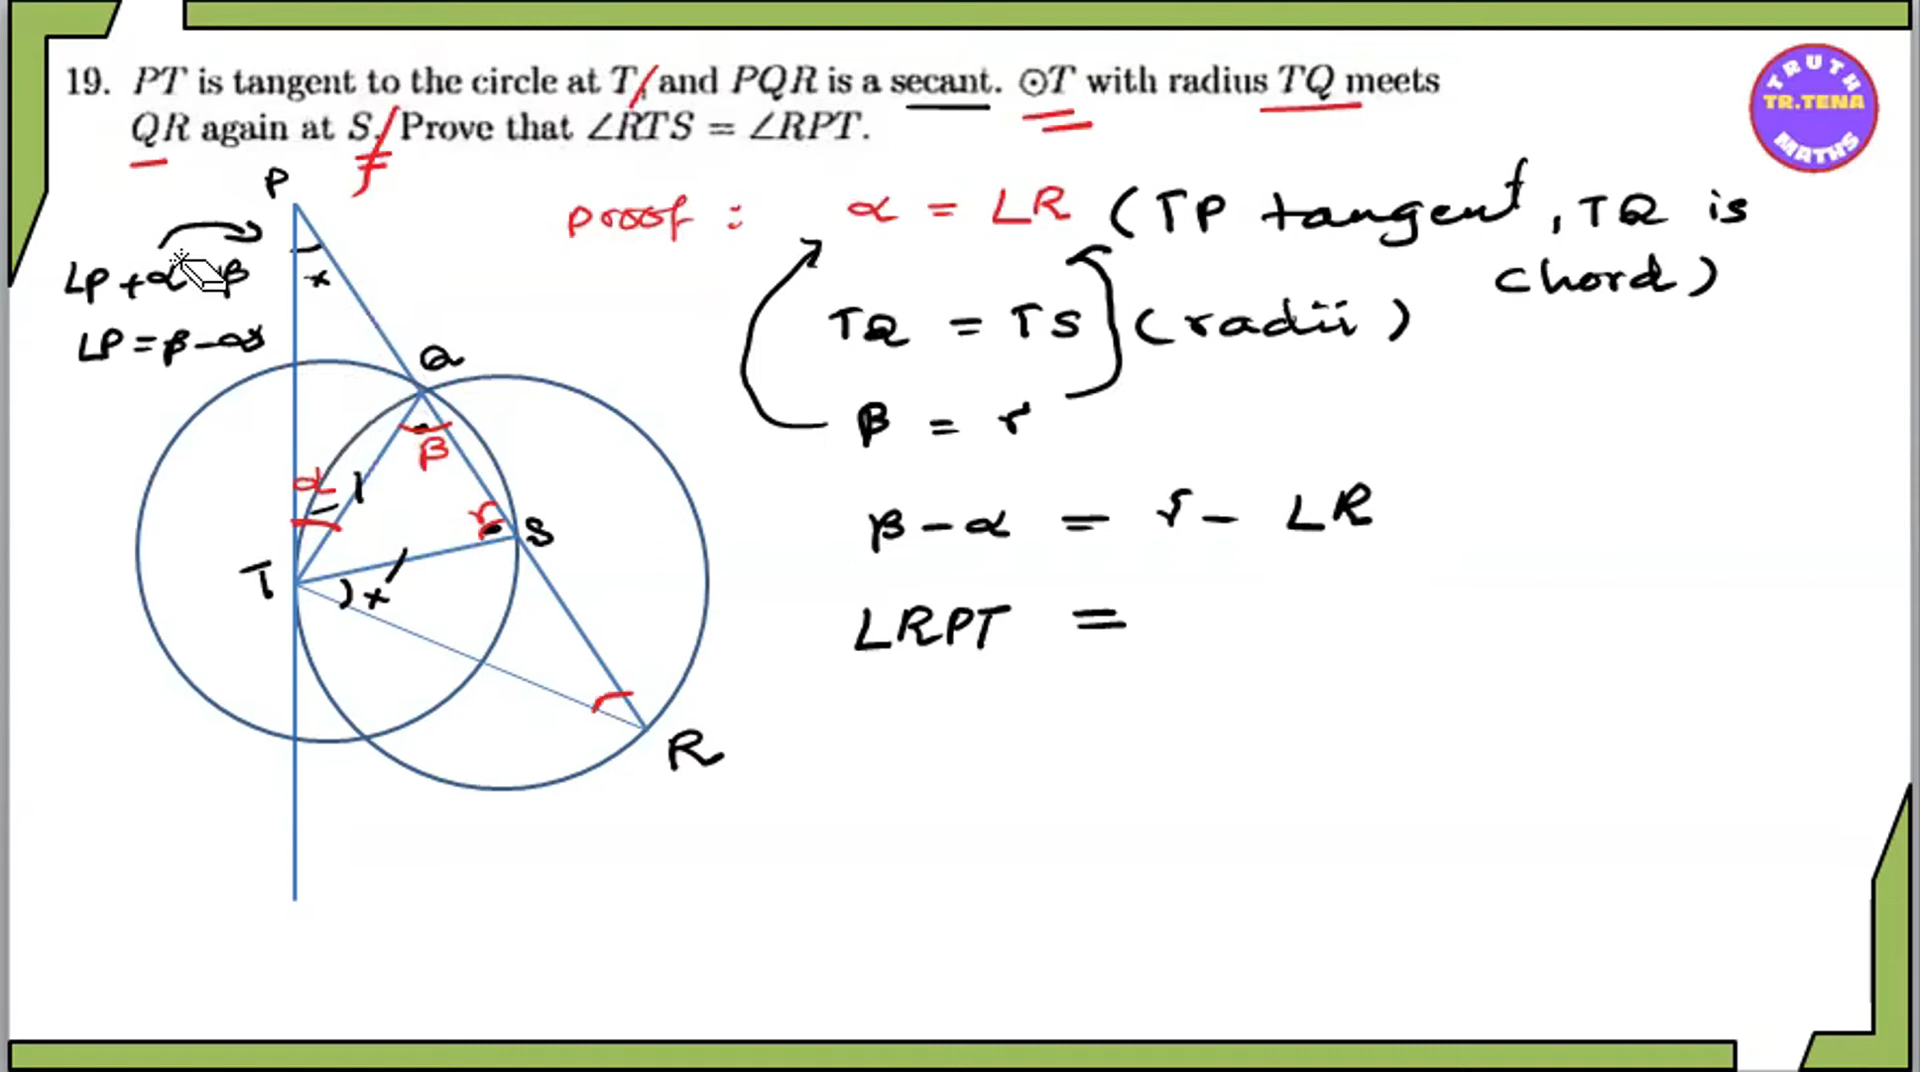 19. PT is tangent to the circle at T, and PQR is a secant. ⊙T with radius TQ meets
QR again at S. Prove that ∠RTS = ∠RPT.
TRUTH
TR.TENA
MATHS
P
proof : α = ∠R (TP tangent, TQ is
chord)
∠P + α β
x
TQ = TS (radii)
∠P = β - α
Q
β = r
β
α
r
S
β - α = r - ∠R
T
x
∠RPT =
R